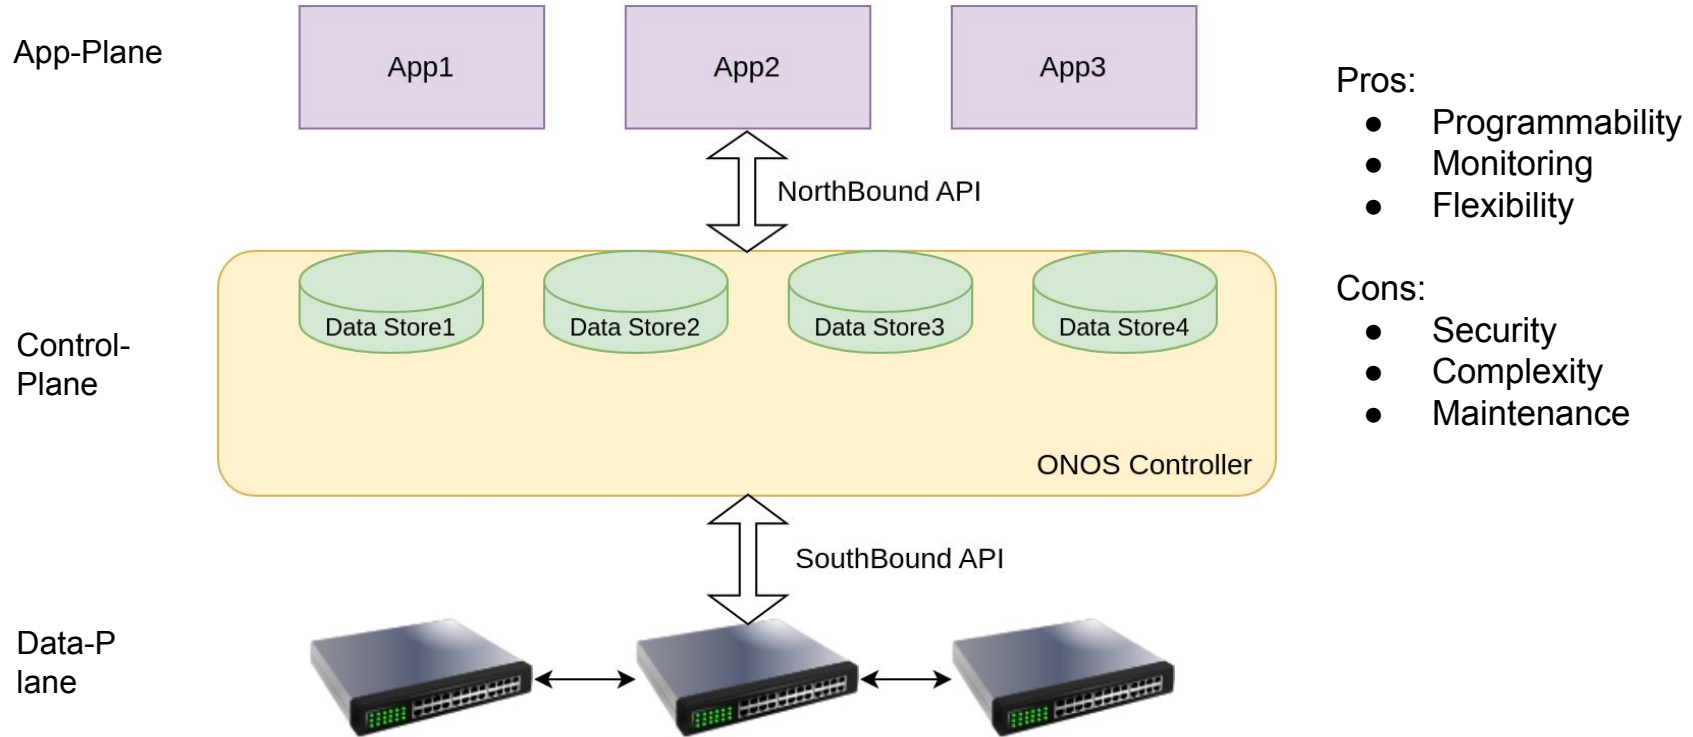 App-Plane
App1
App2
App3
NorthBound API
Control-
Plane
Data Store1
Data Store2
Data Store3
Data Store4
ONOS Controller
SouthBound API
Data-P
lane
Pros:
● Programmability
● Monitoring
● Flexibility
Cons:
● Security
● Complexity
● Maintenance